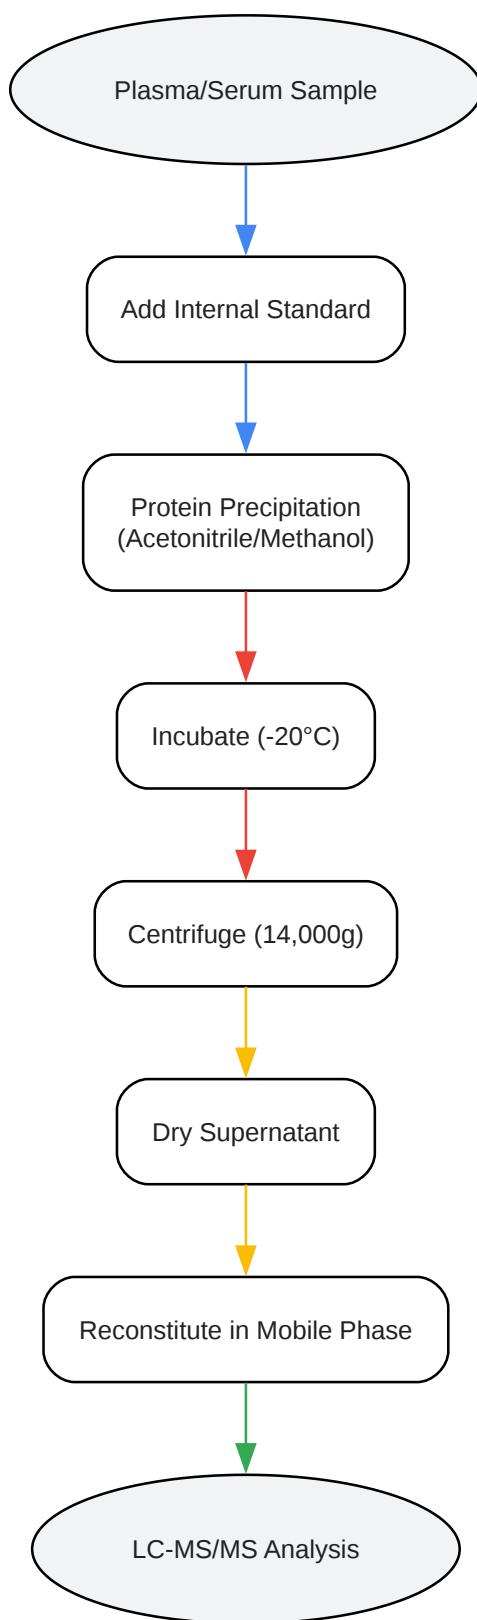 Plasma/Serum Sample
Add Internal Standard
Protein Precipitation
(Acetonitrile/Methanol)
Incubate (-20°C)
Centrifuge (14,000g)
Dry Supernatant
Reconstitute in Mobile Phase
LC-MS/MS Analysis